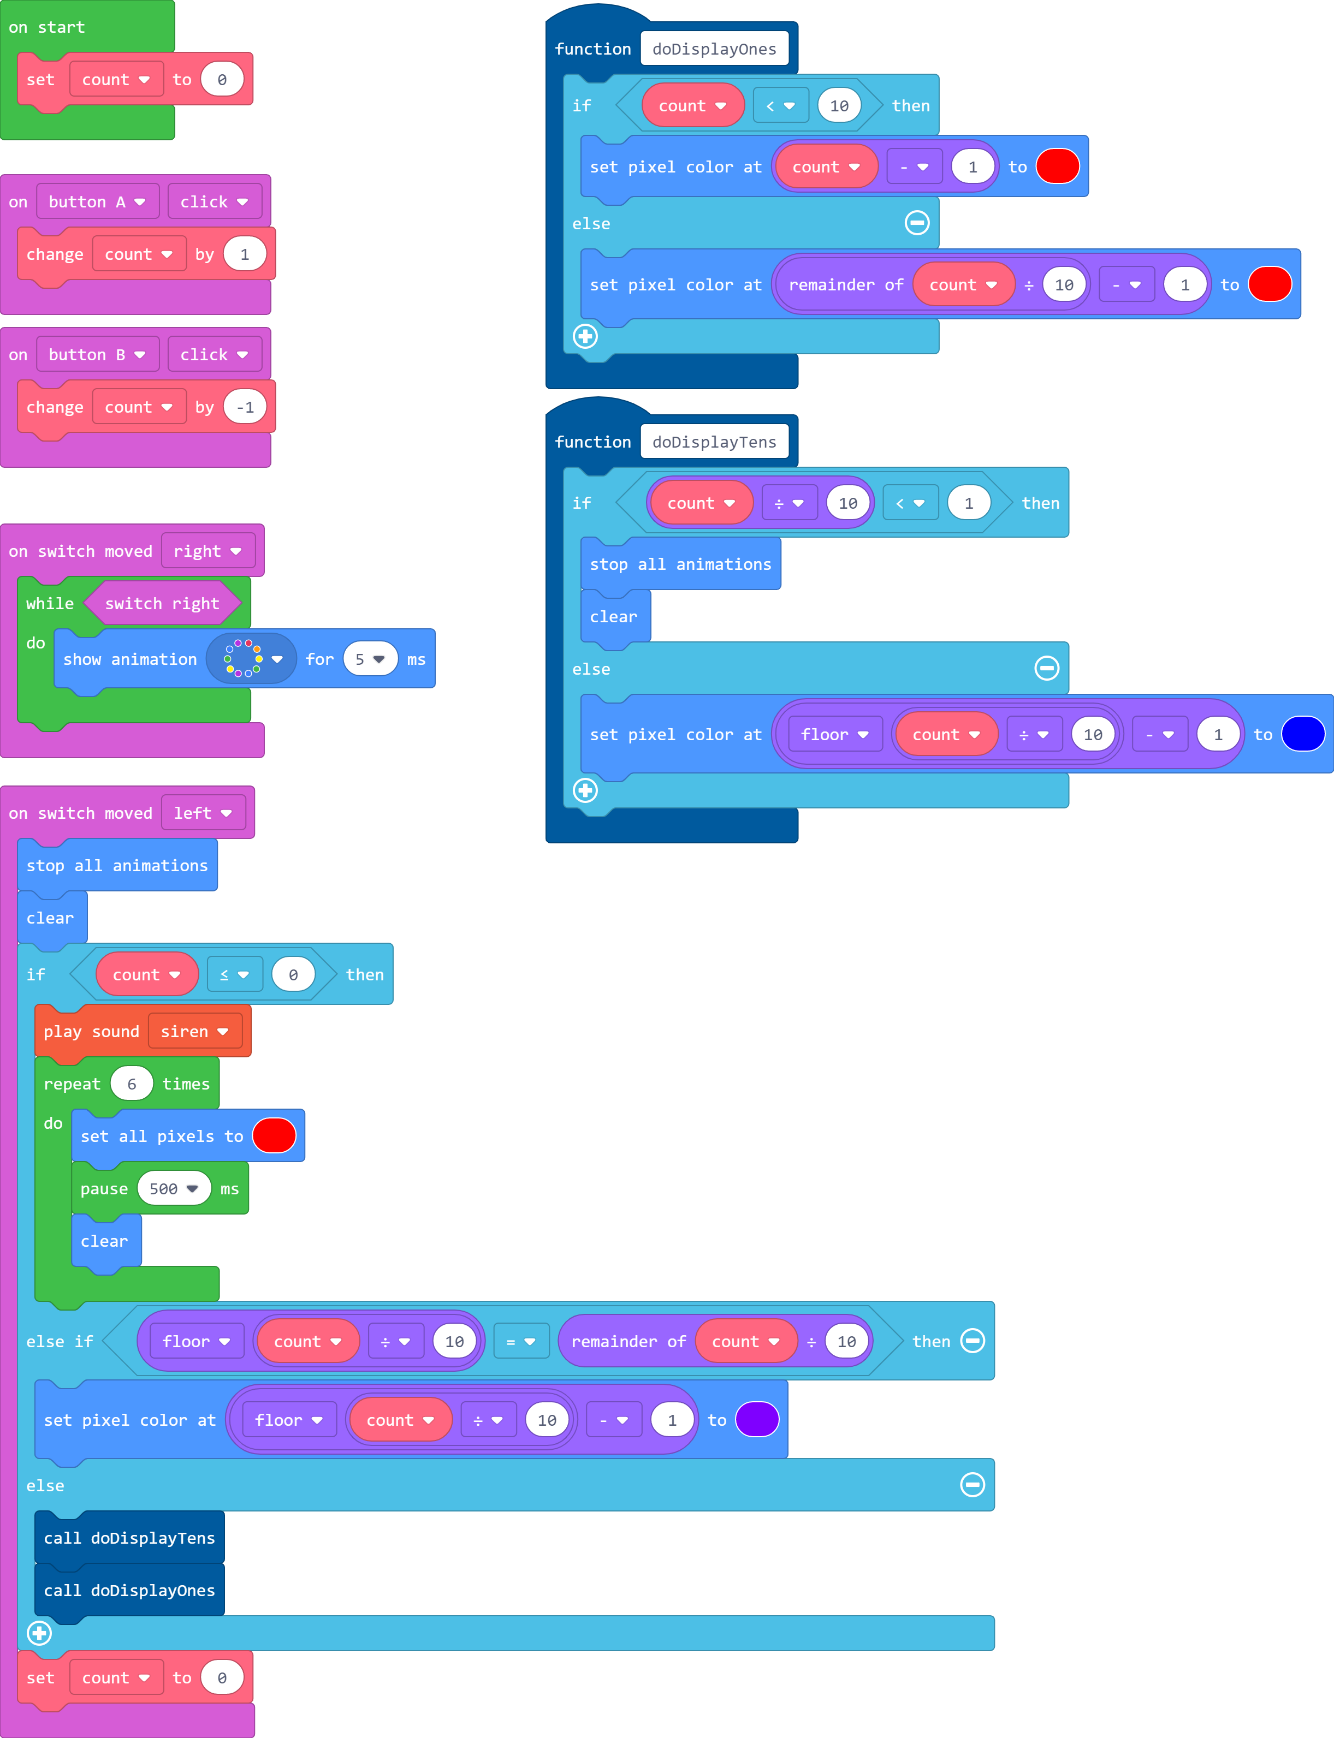 on start
set count to 0
on button A click
change count by 1
on button B click
change count by -1
on switch moved right
while switch right
do
show animation for 5 ms
on switch moved left
stop all animations
clear
if count ≤ 0 then
play sound siren
repeat 6 times
do
set all pixels to
pause 500 ms
clear
else if floor count ÷ 10 = remainder of count ÷ 10 then
set pixel color at floor count ÷ 10 - 1 to
else
call doDisplayTens
call doDisplayOnes
set count to 0
function doDisplayOnes
if count < 10 then
set pixel color at count - 1 to
else
set pixel color at remainder of count ÷ 10 - 1 to
function doDisplayTens
if count ÷ 10 < 1 then
stop all animations
clear
else
set pixel color at floor count ÷ 10 - 1 to